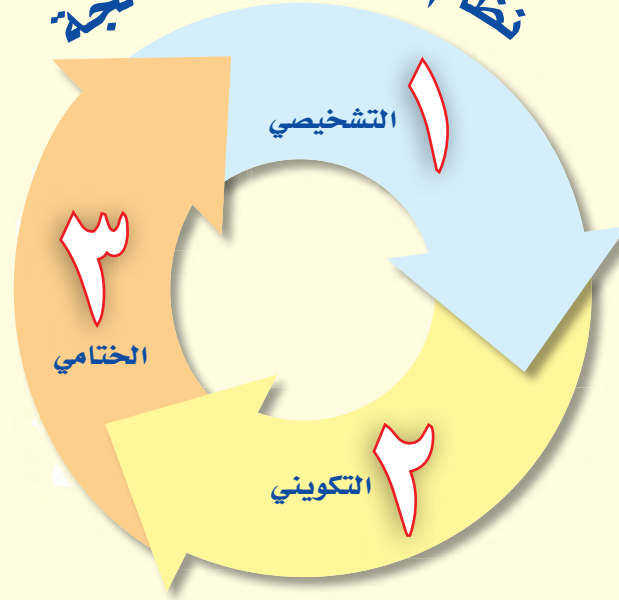 ١
التشخيصي
٢
التكويني
٣
الختامي